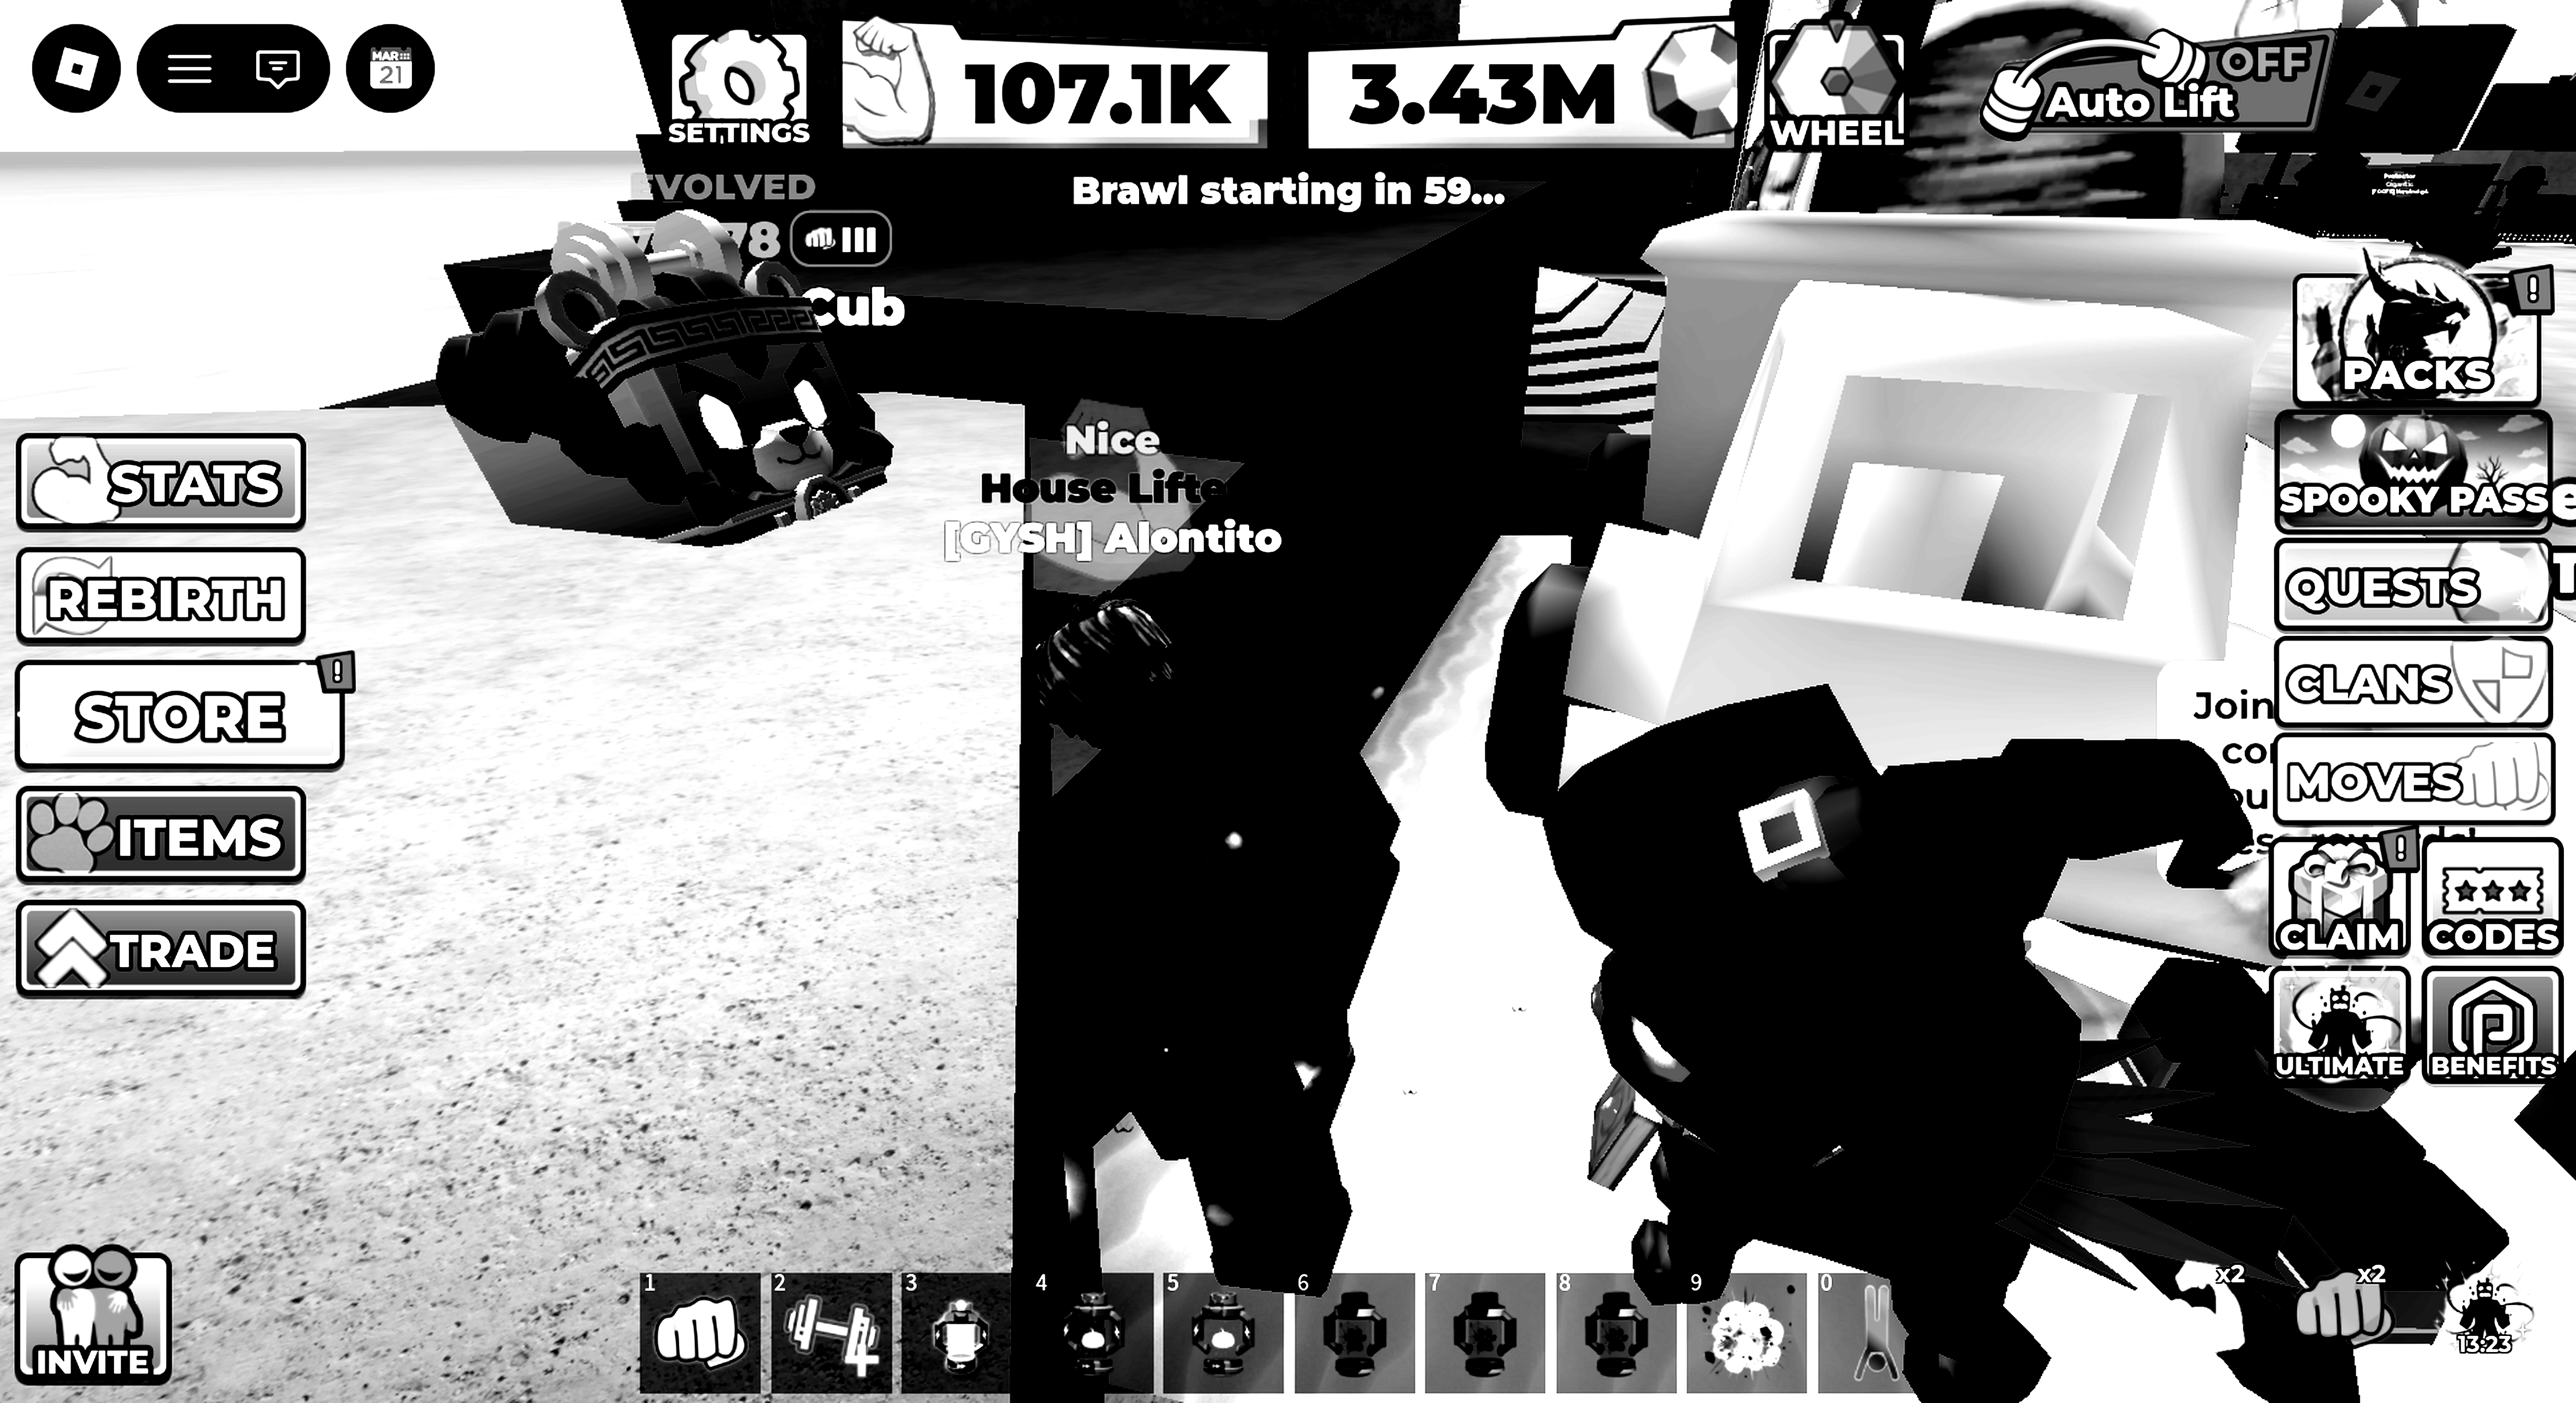 MAR
21
SETTINGS
107.1K
3.43M
WHEEL
OFF
Auto Lift
EVOLVED
78
III
Brawl starting in 59...
Cub
PACKS
!
Nice
House Lifte
[GYSH] Alontito
STATS
SPOOKY PASS
REBIRTH
QUESTS
STORE
!
CLANS
Join
MOVES
ITEMS
!
CLAIM
CODES
TRADE
ULTIMATE
BENEFITS
INVITE
1
2
3
4
5
6
7
8
9
0
x2
x2
13:23